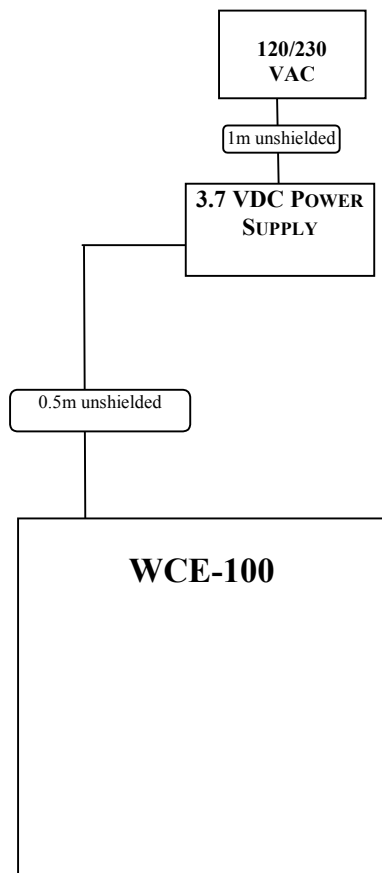 120/230
VAC
1m unshielded
3.7 VDC POWER
SUPPLY
0.5m unshielded
WCE-100